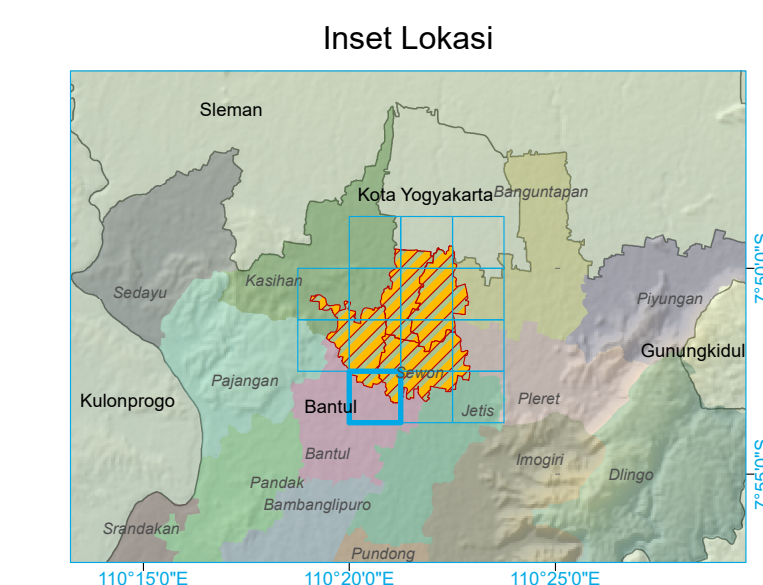 Inset Lokasi
Sleman
Kota Yogyakarta
Banguntapan
Kasihan
Sedayu
Piyungan
7°50'0"S
Gunungkidul
Sewon
Pajangan
Kulonprogo
Bantul
Jetis
Pleret
Bantul
Imogiri
Pandak
Dlingo
Bambanglipuro
7°55'0"S
Srandakan
Pundong
110°15'0"E
110°20'0"E
110°25'0"E